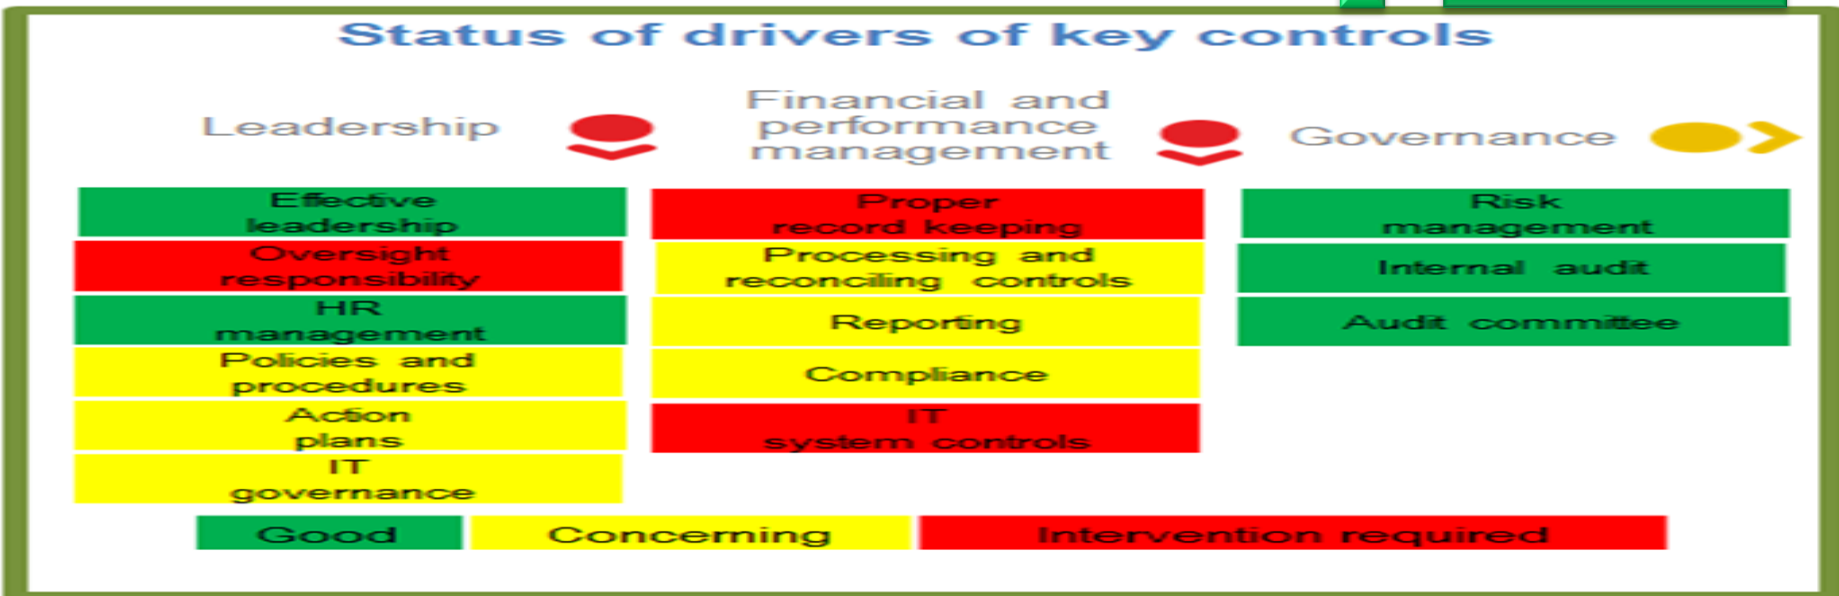 Status of drivers of key controls
Leadership
Financial and
performance
management
Governance
Effective
leadership
Oversight
responsibility
HR
management
Policies and
procedures
Action
plans
IT
governance
Proper
record keeping
Processing and
reconciling controls
Reporting
Compliance
IT
system controls
Risk
management
Internal audit
Audit committee
Good
Concerning
Intervention required